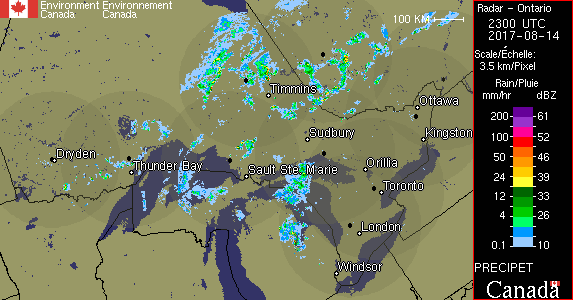 Environment Environnement
Canada Canada
100 KM
Timmins
Ottawa
Sudbury
Kingston
Dryden
Thunder Bay
Sault Ste. Marie
Orillia
Toronto
London
Windsor
Radar - Ontario
2300 UTC
2017-08-14
Scale/Échelle:
3.5 km/Pixel
Rain/Pluie
mm/hr dBZ
200 61
100 52
50 46
24 39
12 33
4 26
0.1 10
PRECIPET
Canada